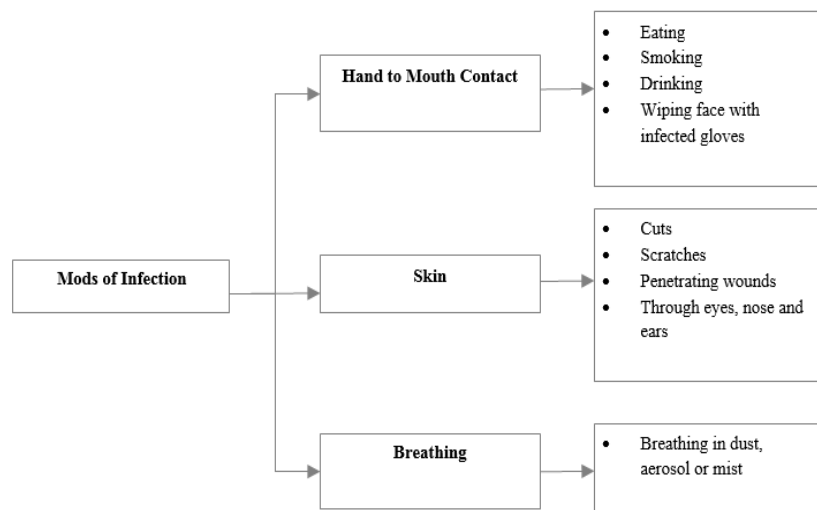 Mods of Infection
Hand to Mouth Contact
• Eating
• Smoking
• Drinking
• Wiping face with
infected gloves
Skin
• Cuts
• Scratches
• Penetrating wounds
• Through eyes, nose and
ears
Breathing
• Breathing in dust,
aerosol or mist